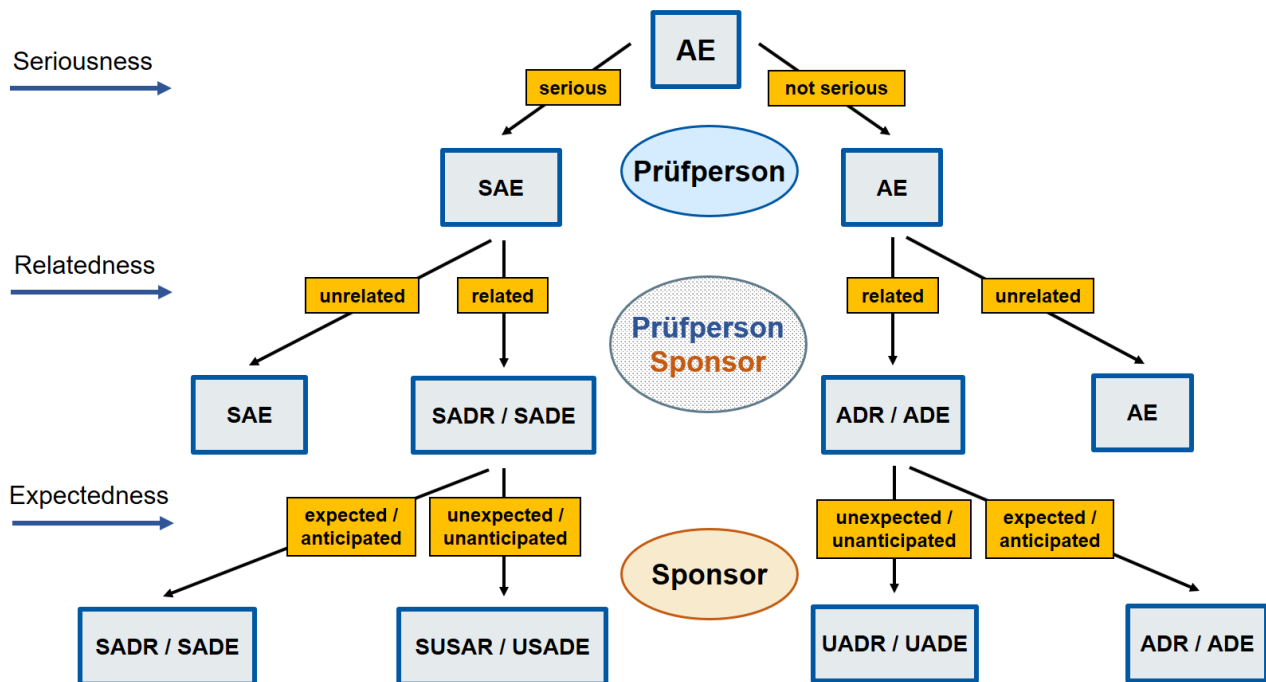 AE
Seriousness
serious
not serious
Prüfperson
SAE
AE
Relatedness
unrelated
related
related
unrelated
Prüfperson
Sponsor
SAE
SADR / SADE
ADR / ADE
AE
Expectedness
expected /
anticipated
unexpected /
unanticipated
unexpected /
unanticipated
expected /
anticipated
Sponsor
SADR / SADE
SUSAR / USADE
UADR / UADE
ADR / ADE